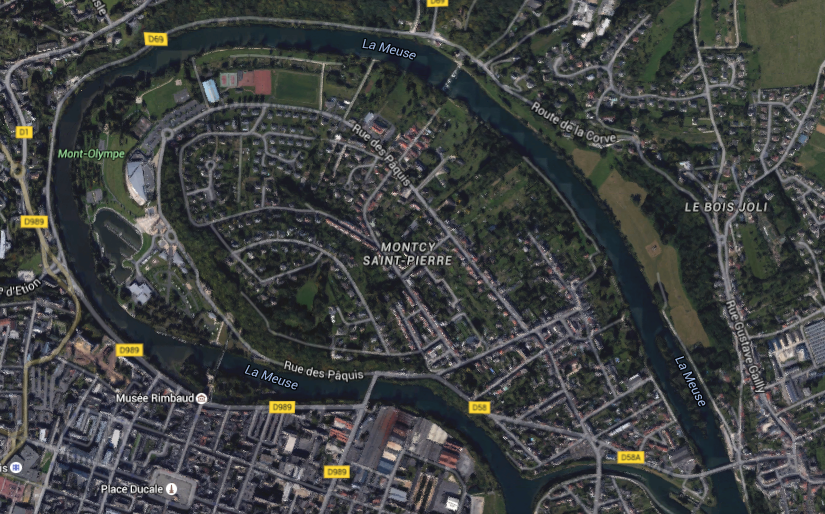 D69
sle
D69
La Meuse
D1
Route de la Corve
Rue des Pâquis
Mont-Olympe
D989
LE BOIS JOLI
MONTCY
SAINT-PIERRE
e d'Etion
Rue Gustave Gailly
D989
Rue des Pâquis
La Meuse
La Meuse
Musée Rimbaud
D989
D58
D58A
is
D989
Place Ducale